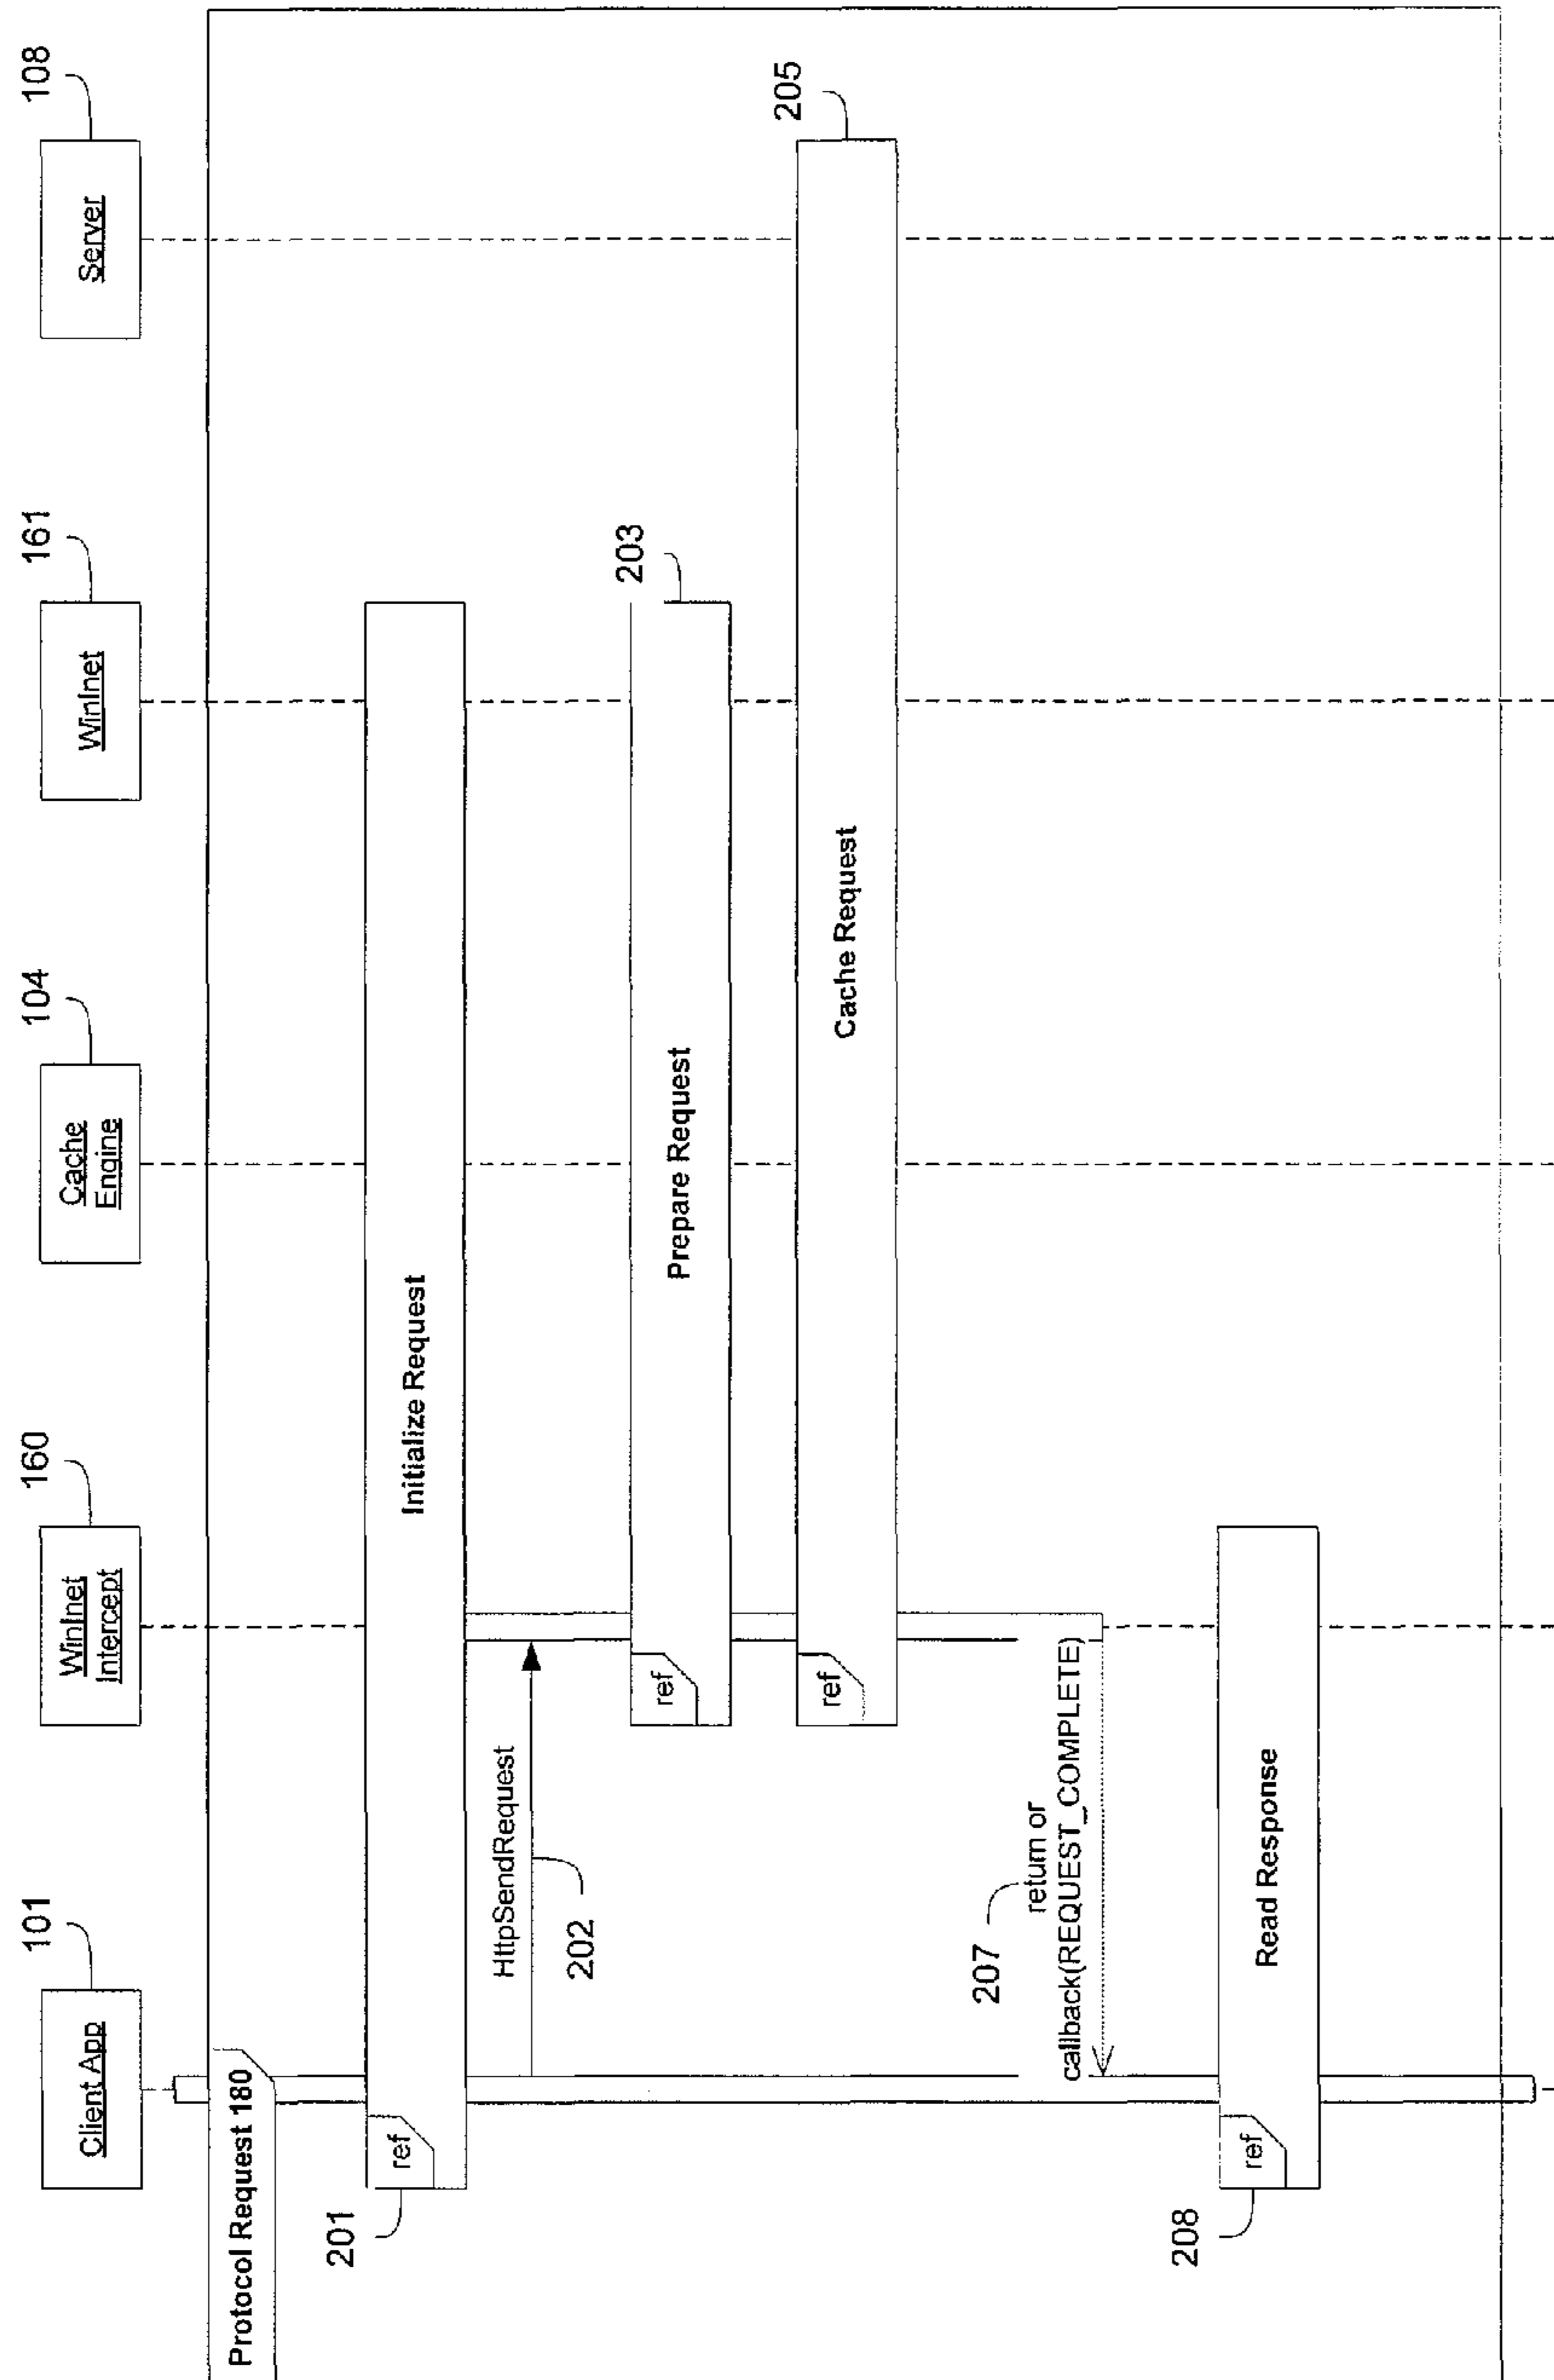 101
160
104
161
108
Client App
WinInet
Intercept
Cache
Engine
WinInet
Server
Protocol Request 180
201
ref
Initialize Request
HttpSendRequest
202
203
ref
Prepare Request
205
ref
Cache Request
207
return or
callback(REQUEST_COMPLETE)
208
ref
Read Response